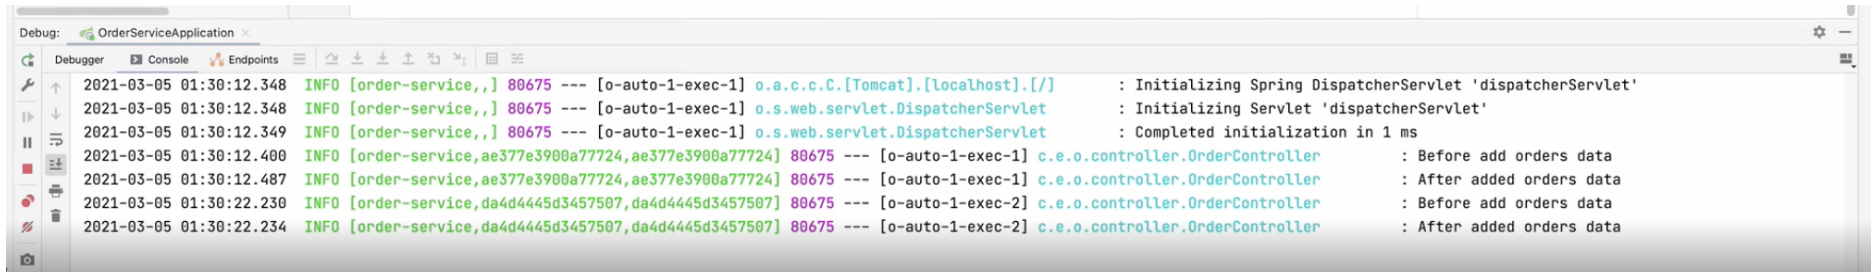 Debug: OrderServiceApplication
Debugger Console Endpoints
2021-03-05 01:30:12.348 INFO [order-service,,] 80675 --- [o-auto-1-exec-1] o.a.c.c.C.[Tomcat].[localhost].[/] : Initializing Spring DispatcherServlet 'dispatcherServlet'
2021-03-05 01:30:12.348 INFO [order-service,,] 80675 --- [o-auto-1-exec-1] o.s.web.servlet.DispatcherServlet : Initializing Servlet 'dispatcherServlet'
2021-03-05 01:30:12.349 INFO [order-service,,] 80675 --- [o-auto-1-exec-1] o.s.web.servlet.DispatcherServlet : Completed initialization in 1 ms
2021-03-05 01:30:12.400 INFO [order-service,ae377e3900a77724,ae377e3900a77724] 80675 --- [o-auto-1-exec-1] c.e.o.controller.OrderController : Before add orders data
2021-03-05 01:30:12.487 INFO [order-service,ae377e3900a77724,ae377e3900a77724] 80675 --- [o-auto-1-exec-1] c.e.o.controller.OrderController : After added orders data
2021-03-05 01:30:22.230 INFO [order-service,da4d4445d3457507,da4d4445d3457507] 80675 --- [o-auto-1-exec-2] c.e.o.controller.OrderController : Before add orders data
2021-03-05 01:30:22.234 INFO [order-service,da4d4445d3457507,da4d4445d3457507] 80675 --- [o-auto-1-exec-2] c.e.o.controller.OrderController : After added orders data